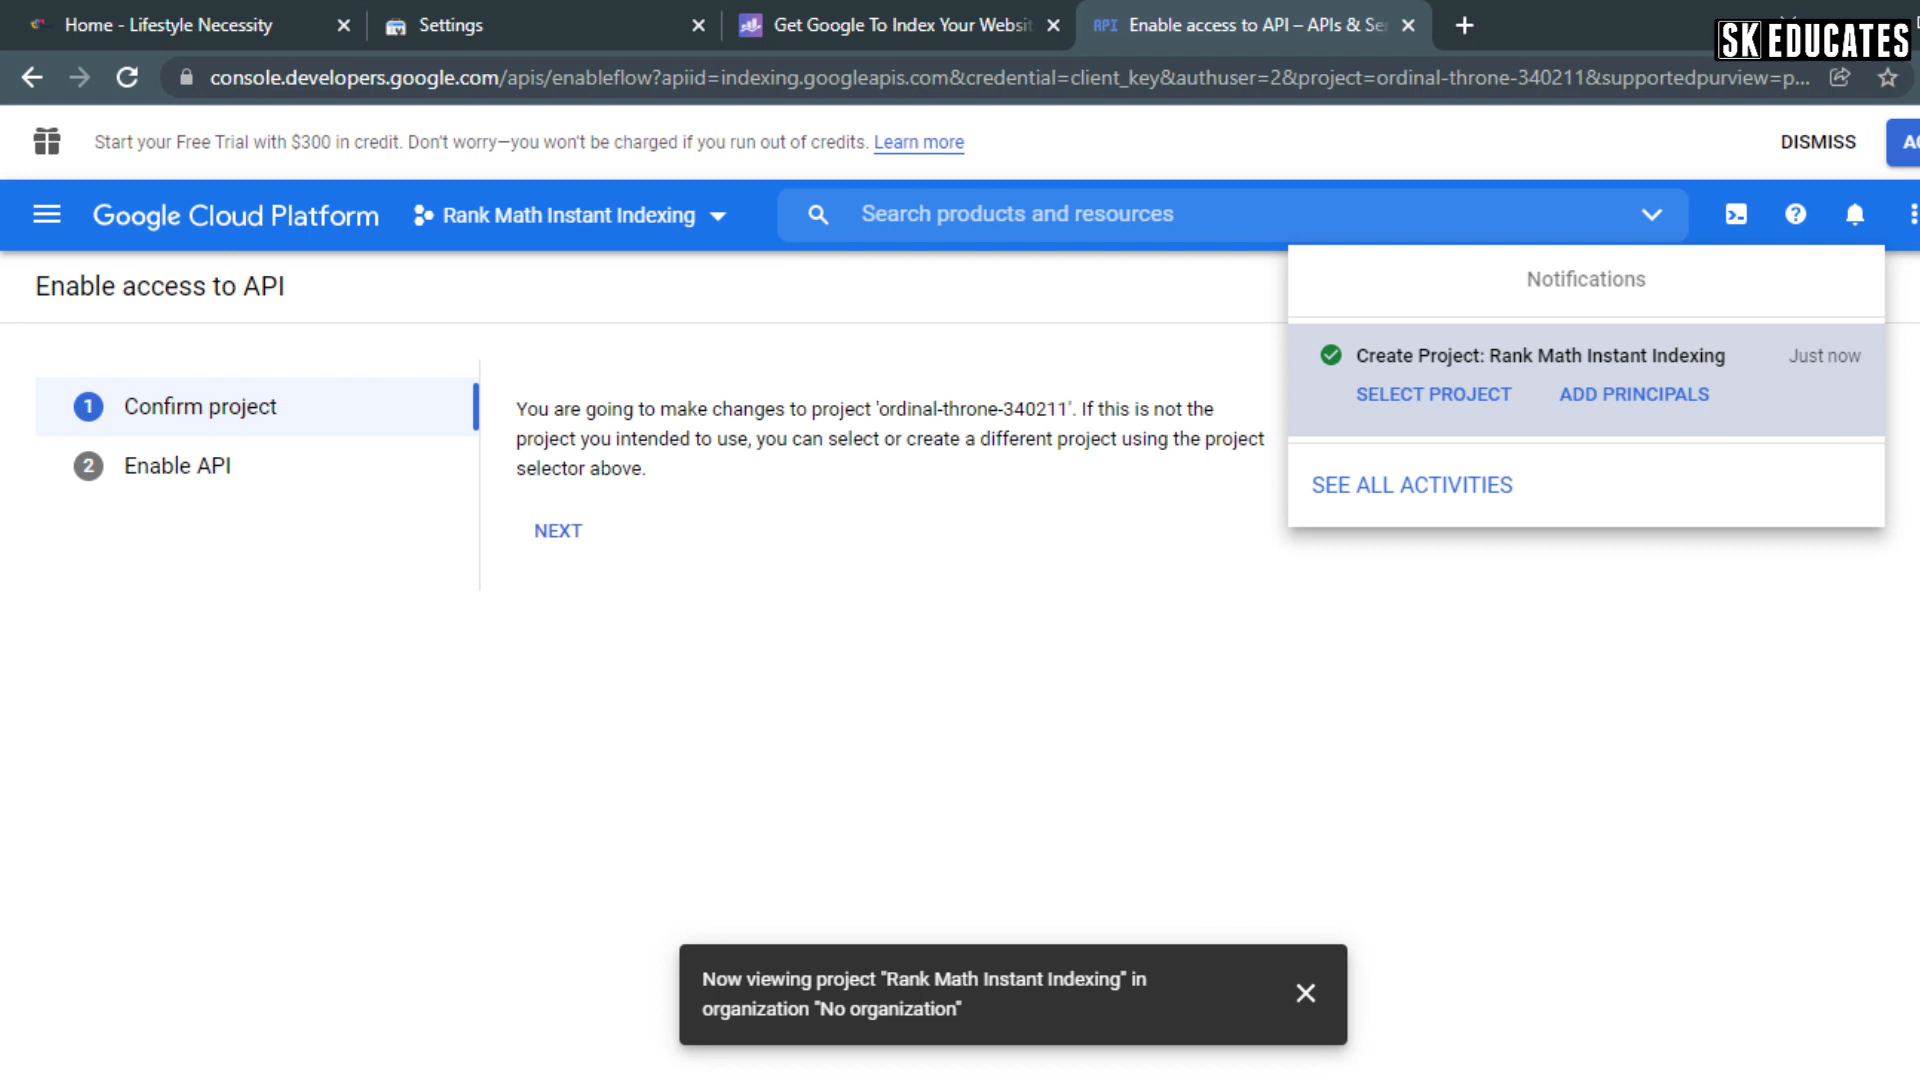 Home - Lifestyle Necessity
Settings
Get Google To Index Your Websi
API Enable access to API – APIs & Se
SK EDUCATES
console.developers.google.com/apis/enableflow?apiid=indexing.googleapis.com&credential=client_key&authuser=2&project=ordinal-throne-340211&supportedpurview=p...
Start your Free Trial with $300 in credit. Don't worry—you won't be charged if you run out of credits. Learn more
DISMISS
Google Cloud Platform
Rank Math Instant Indexing
Search products and resources
Enable access to API
Notifications
Create Project: Rank Math Instant Indexing
Just now
SELECT PROJECT
ADD PRINCIPALS
SEE ALL ACTIVITIES
1 Confirm project
2 Enable API
You are going to make changes to project 'ordinal-throne-340211'. If this is not the
project you intended to use, you can select or create a different project using the project
selector above.
NEXT
Now viewing project "Rank Math Instant Indexing" in
organization "No organization"